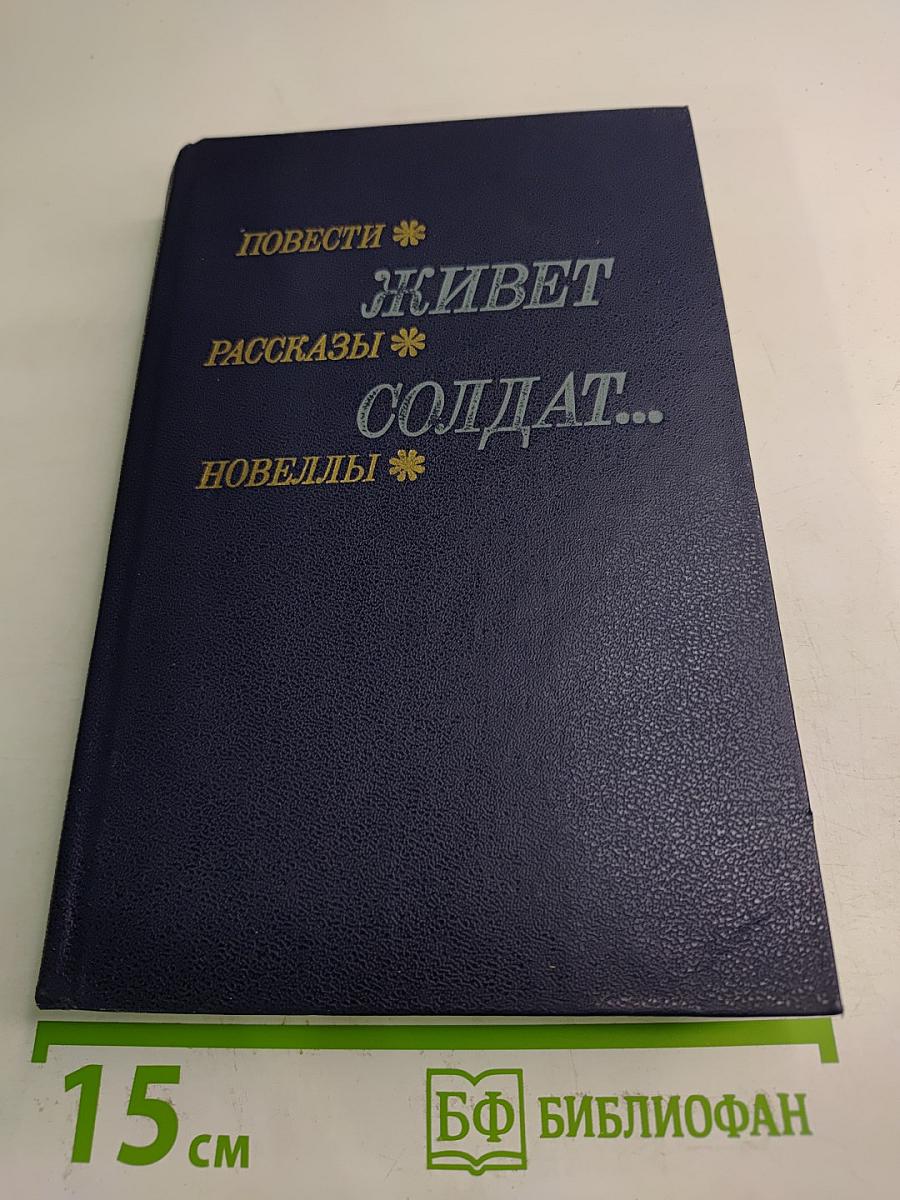 ПОВЕСТИ *
ЖИВЕТ
РАССКАЗЫ *
СОЛДАТ...
НОВЕЛЛЫ *
15 см
БФ БИБЛИОФАН